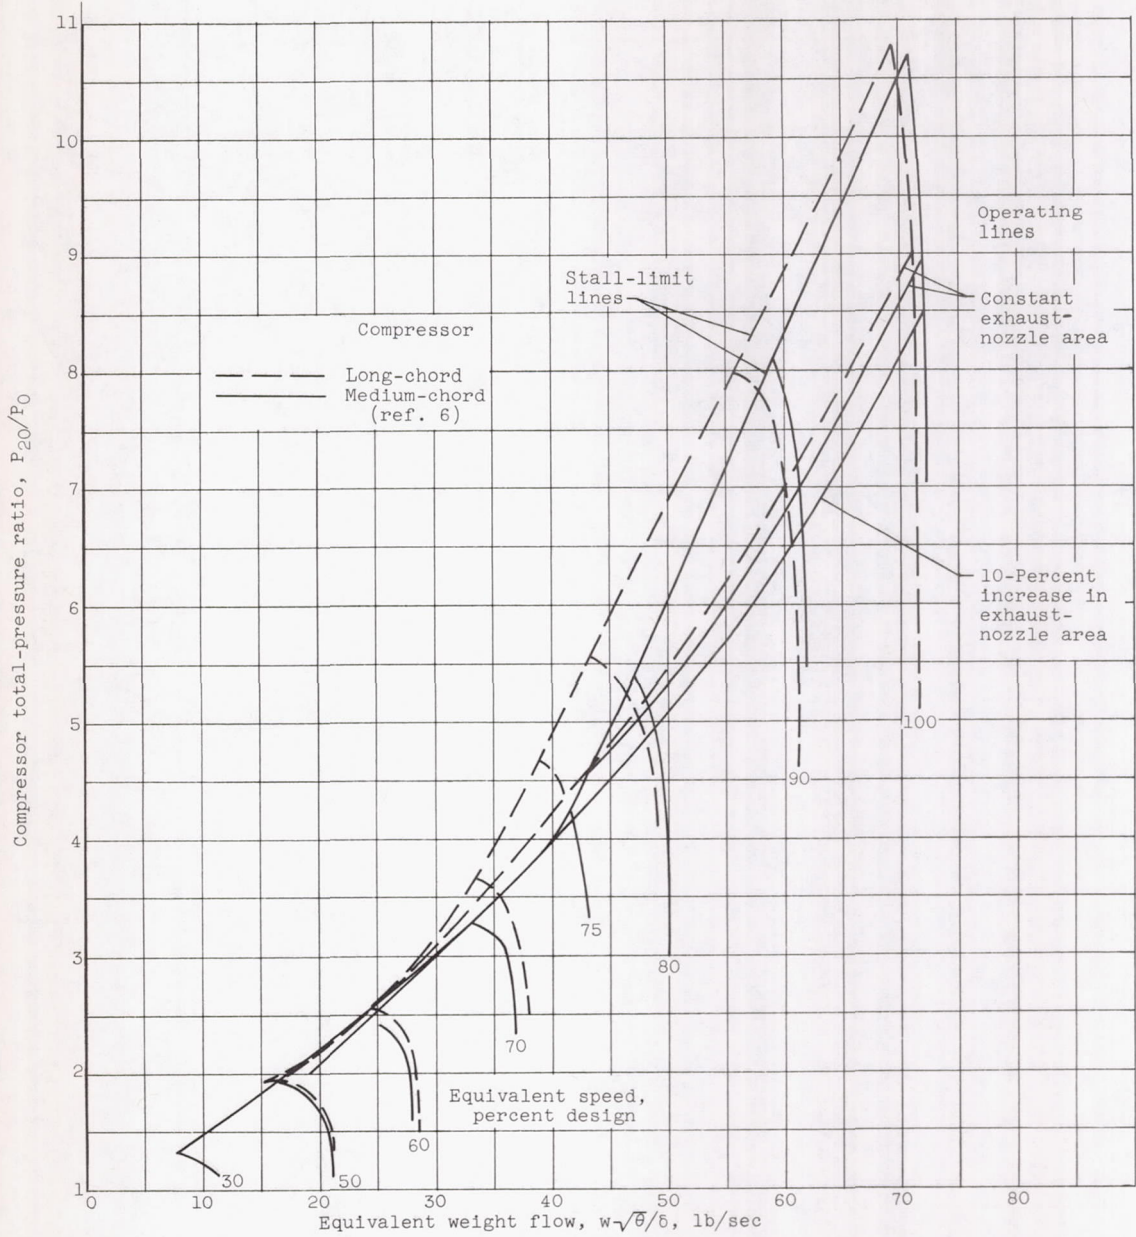 11
10
9
8
7
6
5
4
3
2
1
Compressor total-pressure ratio, P20/P0
Operating
lines
Stall-limit
lines
Constant
exhaust-
nozzle area
Compressor
Long-chord
Medium-chord
(ref. 6)
10-Percent
increase in
exhaust-
nozzle area
100
90
75
80
70
Equivalent speed,
percent design
60
30
50
0 10 20 30 40 50 60 70 80
Equivalent weight flow, w√θ/δ, lb/sec